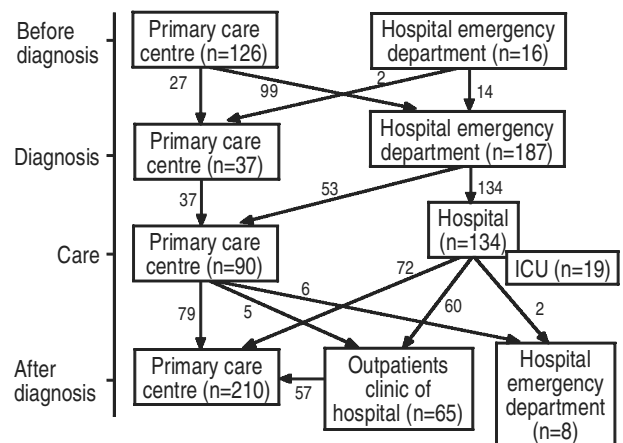 Before
diagnosis
Primary care
centre (n=126)
Hospital emergency
department (n=16)
27
99
2
14
Diagnosis
Primary care
centre (n=37)
Hospital emergency
department (n=187)
37
53
134
Care
Primary care
centre (n=90)
Hospital
(n=134)
ICU (n=19)
79
5
6
72
60
2
After
diagnosis
Primary care
centre (n=210)
57
Outpatients
clinic of
hospital (n=65)
Hospital
emergency
department
(n=8)